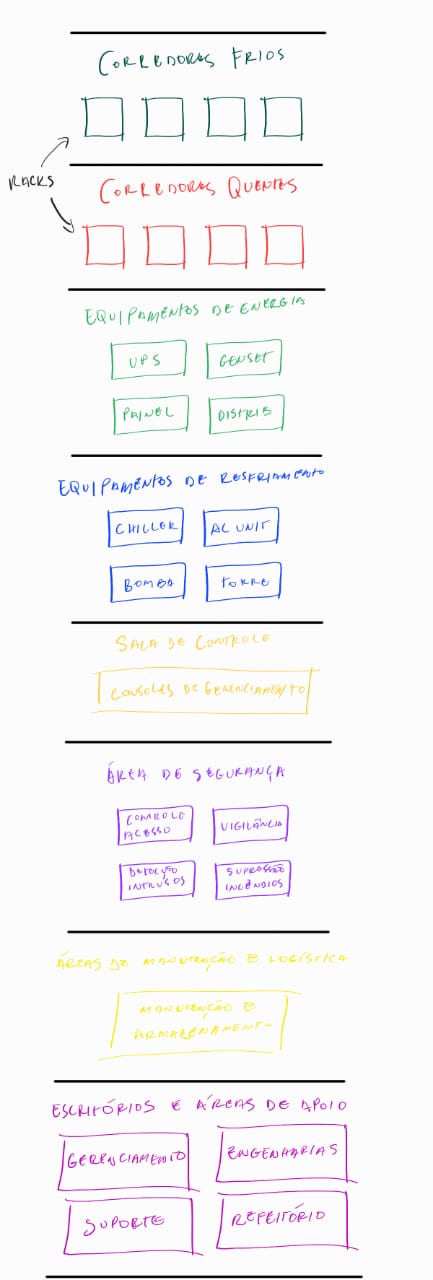 CORREDORES FRIOS
RACKS
CORREDORES QUENTES
EQUIPAMENTOS DE ENERGIA
UPS
GENSET
PAINEL
DISTRIB
EQUIPAMENTOS DE RESFRIAMENTO
CHILLER
AC UNIT
BOMBA
TORRE
SALA DE CONTROLE
CONSOLES DE GERENCIAMENTO
ÁREA DE SEGURANÇA
CONTROLE
ACESSO
VIGILÂNCIA
DETECÇÃO
INTRUSOS
SUPRESSÃO
INCÊNDIOS
ÁREAS DE MANUTENÇÃO E LOGÍSTICA
MANUTENÇÃO E
ARMAZENAMENTO
ESCRITÓRIOS E ÁREAS DE APOIO
GERENCIAMENTO
ENGENHARIAS
SUPORTE
REFEITÓRIO